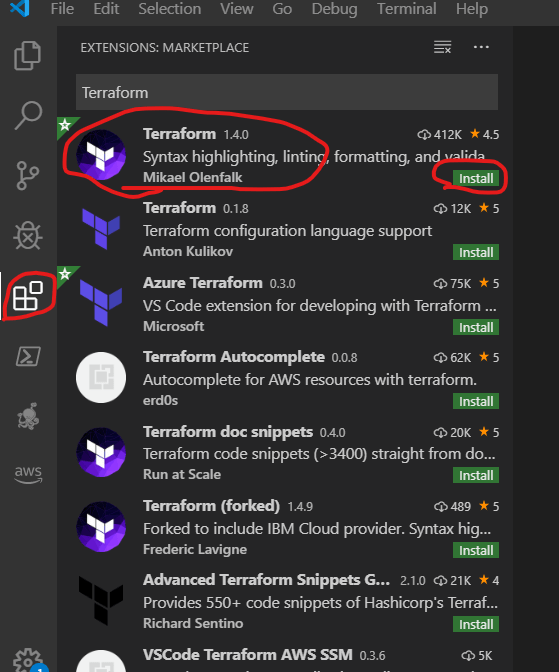 File Edit Selection View Go Debug Terminal Help
EXTENSIONS: MARKETPLACE
Terraform
Terraform 1.4.0 412K 4.5
Syntax highlighting, linting, formatting, and valida...
Mikael Olenfalk Install
Terraform 0.1.8 12K 5
Terraform configuration language support
Anton Kulikov Install
Azure Terraform 0.3.0 75K 5
VS Code extension for developing with Terraform ...
Microsoft Install
Terraform Autocomplete 0.0.8 62K 5
Autocomplete for AWS resources with terraform.
erd0s Install
Terraform doc snippets 0.4.0 20K 5
Terraform code snippets (>3400) straight from do...
Run at Scale Install
Terraform (forked) 1.4.9 489 5
Forked to include IBM Cloud provider. Syntax hig...
Frederic Lavigne Install
aws
Advanced Terraform Snippets G... 2.1.0 21K 4
Provides 550+ code snippets of Hashicorp's Terraf...
Richard Sentino Install
VSCode Terraform AWS SSM 0.3.6 5K
1